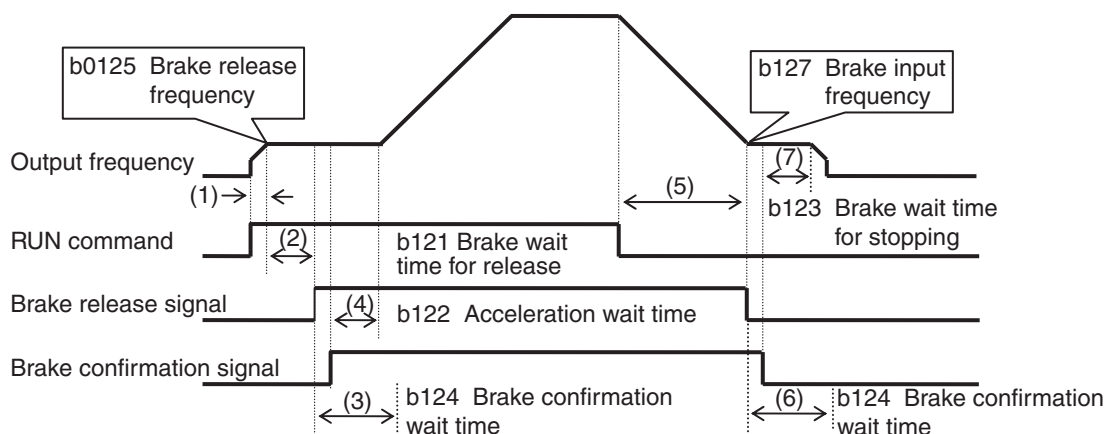 b0125 Brake release
frequency
b127 Brake input
frequency
Output frequency
(1)
(7)
(5)
b123 Brake wait time
for stopping
RUN command
(2)
b121 Brake wait
time for release
Brake release signal
(4)
b122 Acceleration wait time
Brake confirmation signal
(3)
b124 Brake confirmation
wait time
(6)
b124 Brake confirmation
wait time